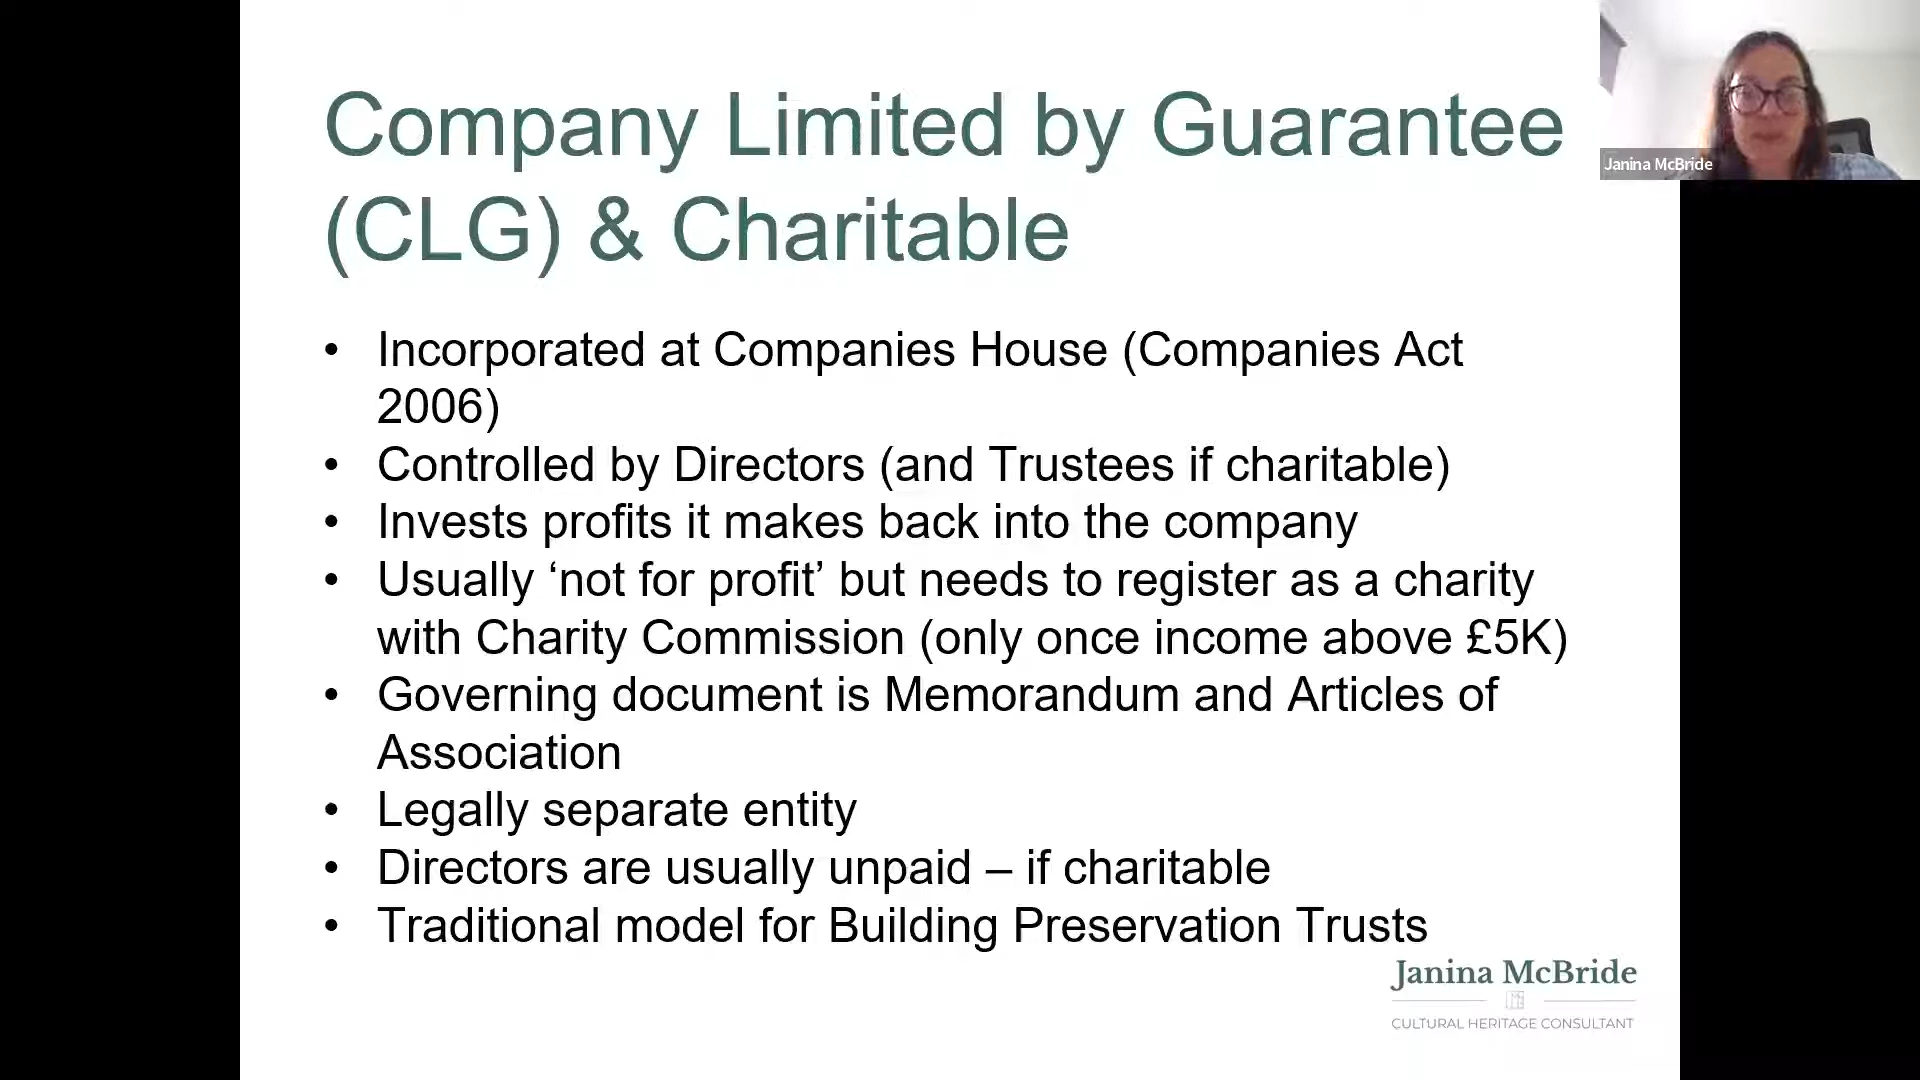 Company Limited by Guarantee
(CLG) & Charitable
Janina McBride
• Incorporated at Companies House (Companies Act
2006)
• Controlled by Directors (and Trustees if charitable)
• Invests profits it makes back into the company
• Usually ‘not for profit’ but needs to register as a charity
with Charity Commission (only once income above £5K)
• Governing document is Memorandum and Articles of
Association
• Legally separate entity
• Directors are usually unpaid – if charitable
• Traditional model for Building Preservation Trusts
Janina McBride
CULTURAL HERITAGE CONSULTANT